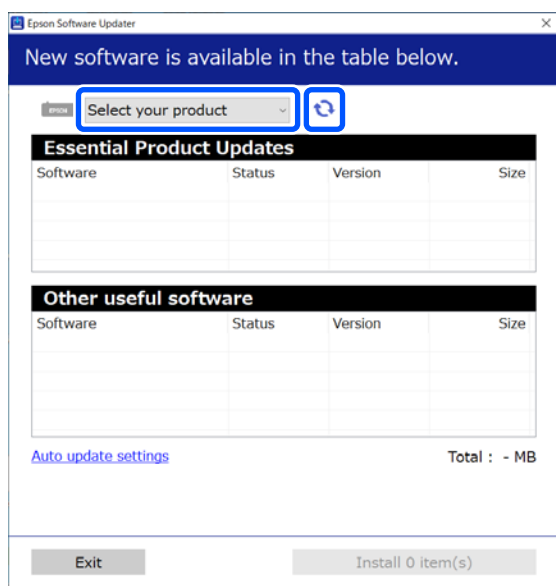 Epson Software Updater
New software is available in the table below.
EPSON Select your product
Essential Product Updates
Software Status Version Size
Other useful software
Software Status Version Size
Auto update settings Total : - MB
Exit Install 0 item(s)